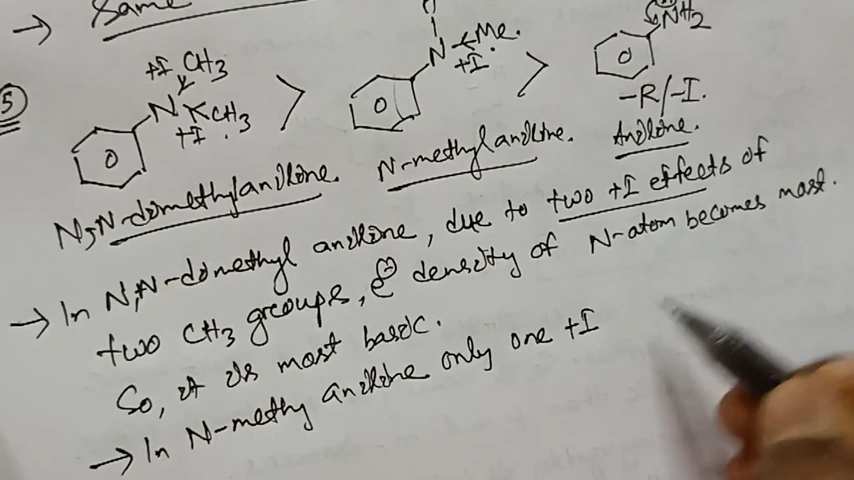 → Same
+I CH3
5
N
CH3
+I
>
H
N
Me.
+I
>
NH2
-R/-I.
N,N-dimethylaniline.
N-methylaniline.
Aniline.
→ In N,N-dimethyl aniline, due to two +I effects of
two CH3 groups, e⊖ density of N-atom becomes most.
So, it is most basic.
→ In N-methy aniline only one +I